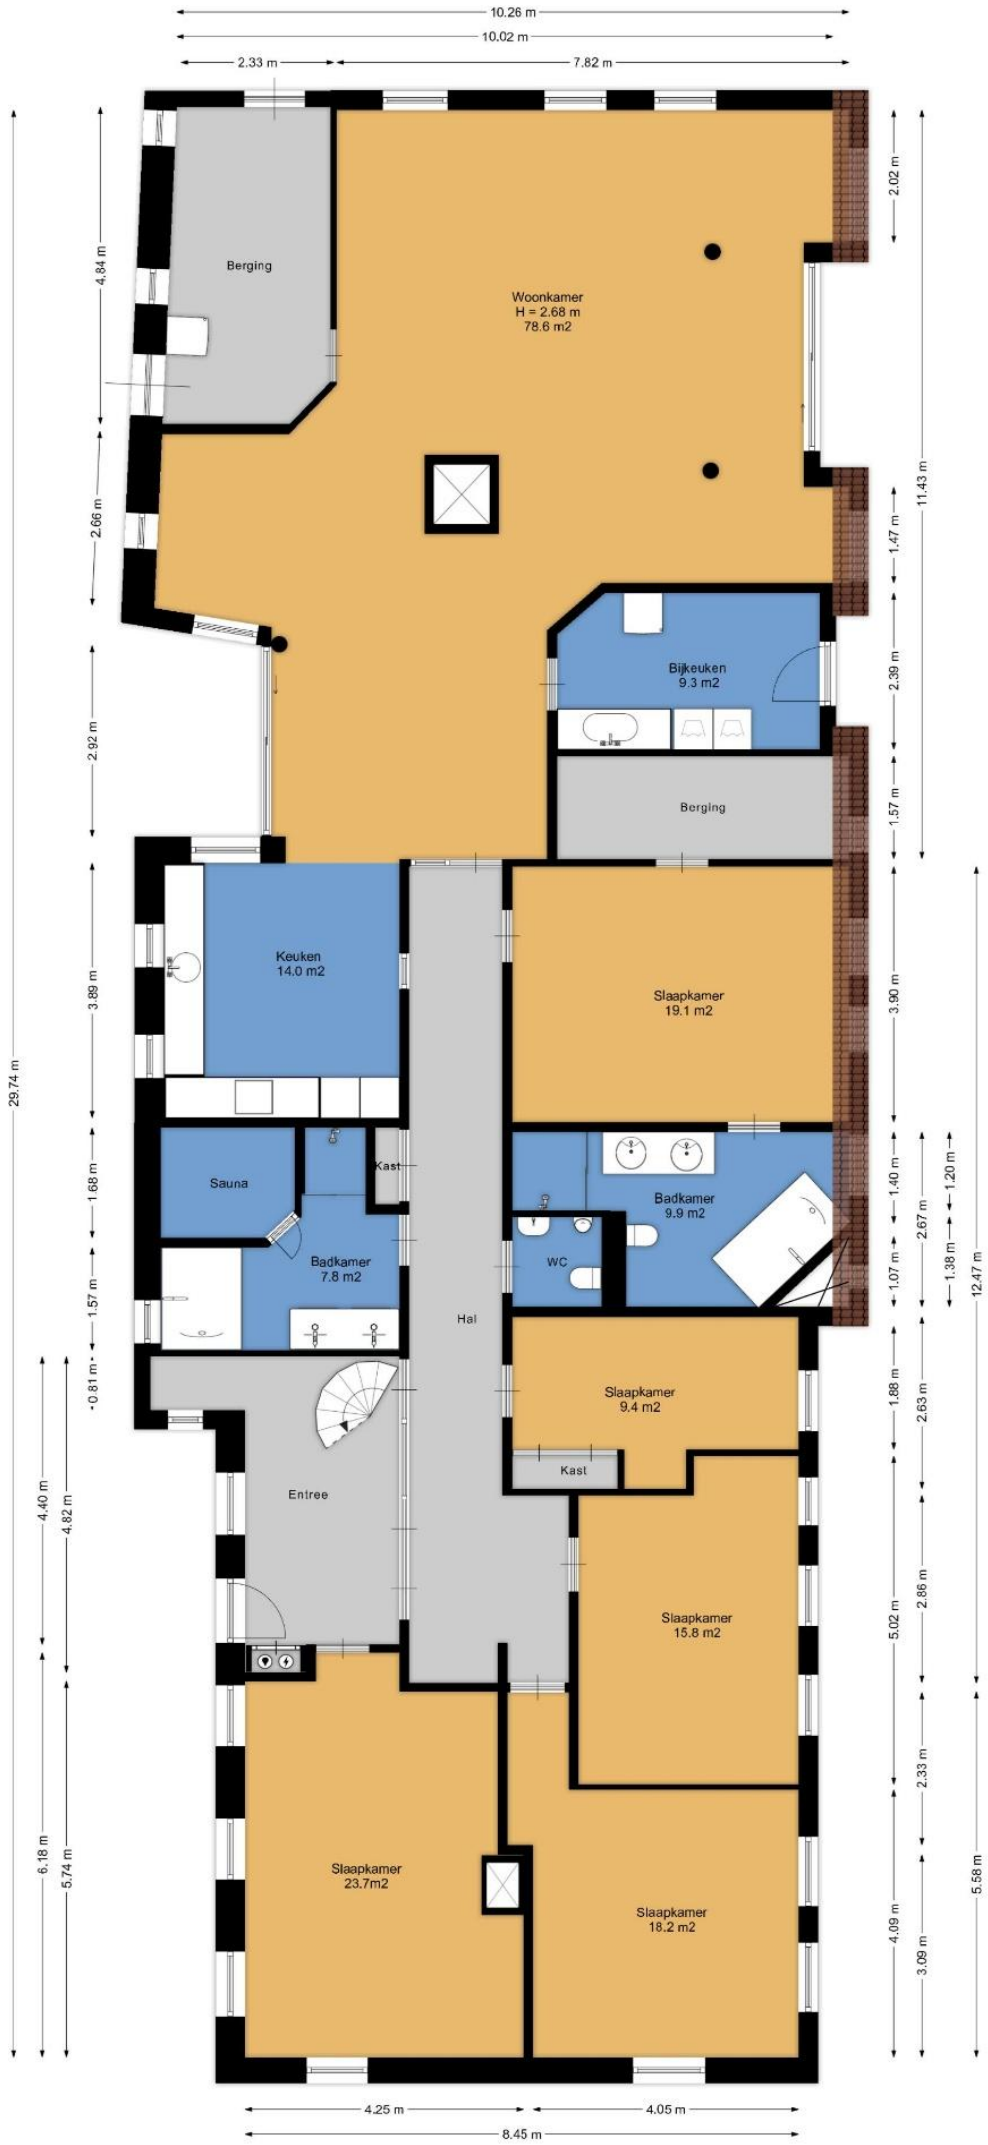 10.26 m
10.02 m
2.33 m
7.82 m
2.02 m
4.84 m
Berging
Woonkamer
H = 2.68 m
78.6 m2
11.43 m
2.66 m
1.47 m
2.39 m
Bijkeuken
9.3 m2
2.92 m
1.57 m
Berging
Keuken
14.0 m2
3.89 m
3.90 m
Slaapkamer
19.1 m2
29.74 m
Kast
1.68 m
Sauna
1.40 m
1.20 m
2.67 m
Badkamer
9.9 m2
1.38 m
1.07 m
12.47 m
WC
Badkamer
7.8 m2
1.57 m
Hal
0.81 m
1.88 m
2.63 m
Slaapkamer
9.4 m2
Kast
Entree
4.40 m
4.82 m
2.86 m
5.02 m
Slaapkamer
15.8 m2
2.33 m
6.18 m
5.74 m
Slaapkamer
23.7m2
5.58 m
Slaapkamer
18.2 m2
4.09 m
3.09 m
4.25 m
4.05 m
8.45 m